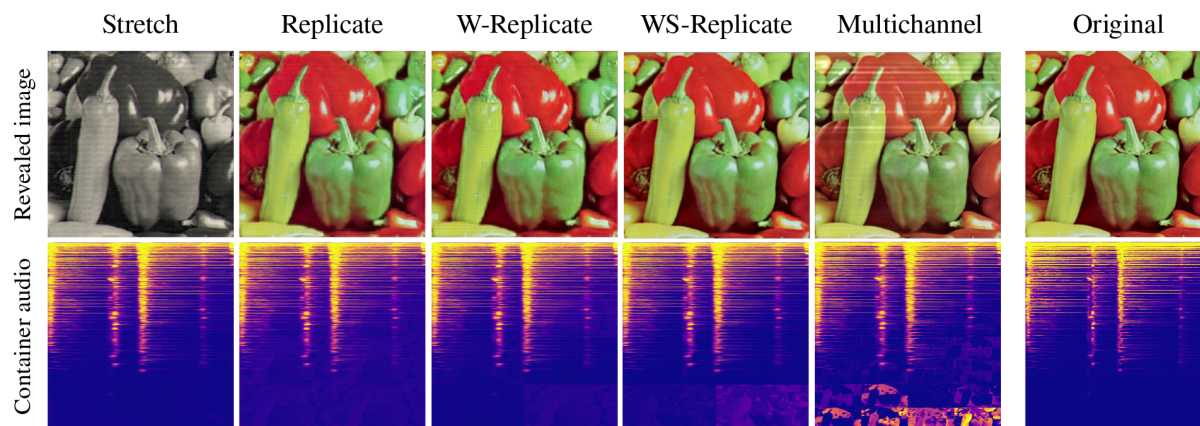 Stretch
Replicate
W-Replicate
WS-Replicate
Multichannel
Original
Revealed image
Container audio